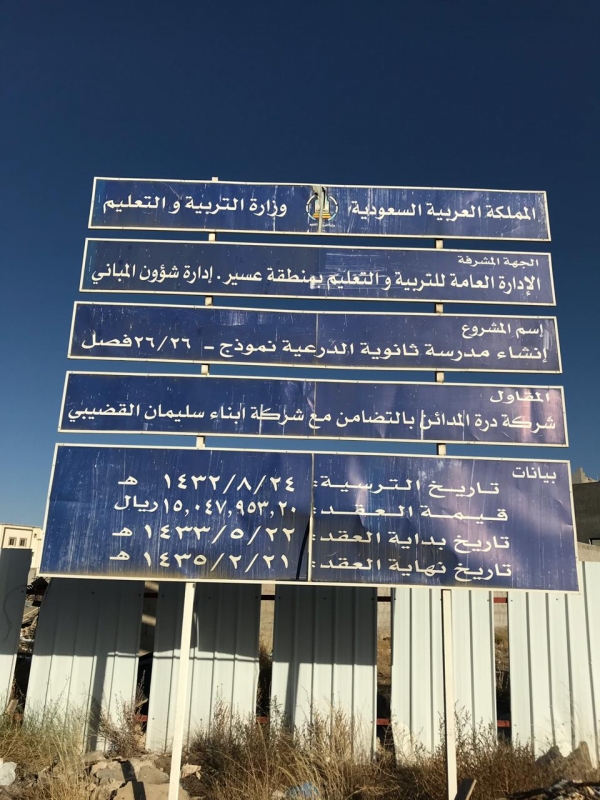 المملكة العربية السعودية وزارة التربية و التعليم
الجهة المشرفة
الإدارة العامة للتربية و التعليم بمنطقة عسير . إدارة شؤون المباني
إسم المشروع
إنشاء مدرسة ثانوية الدرعية نموذج - ٢٦/٢٦ فصل
المقاول
شركة درة المدائن بالتضامن مع شركة ابناء سليمان القضيبي
بيانات
تاريخ الترسية : ١٤٣٢/٨/٢٤ هـ
قيمة العقد : ١٥,٠٤٧,٩٥٣,٢٠ ريال
تاريخ بداية العقد : ١٤٣٣/٥/٢٢ هـ
تاريخ نهاية العقد : ١٤٣٥/٢/٢١ هـ